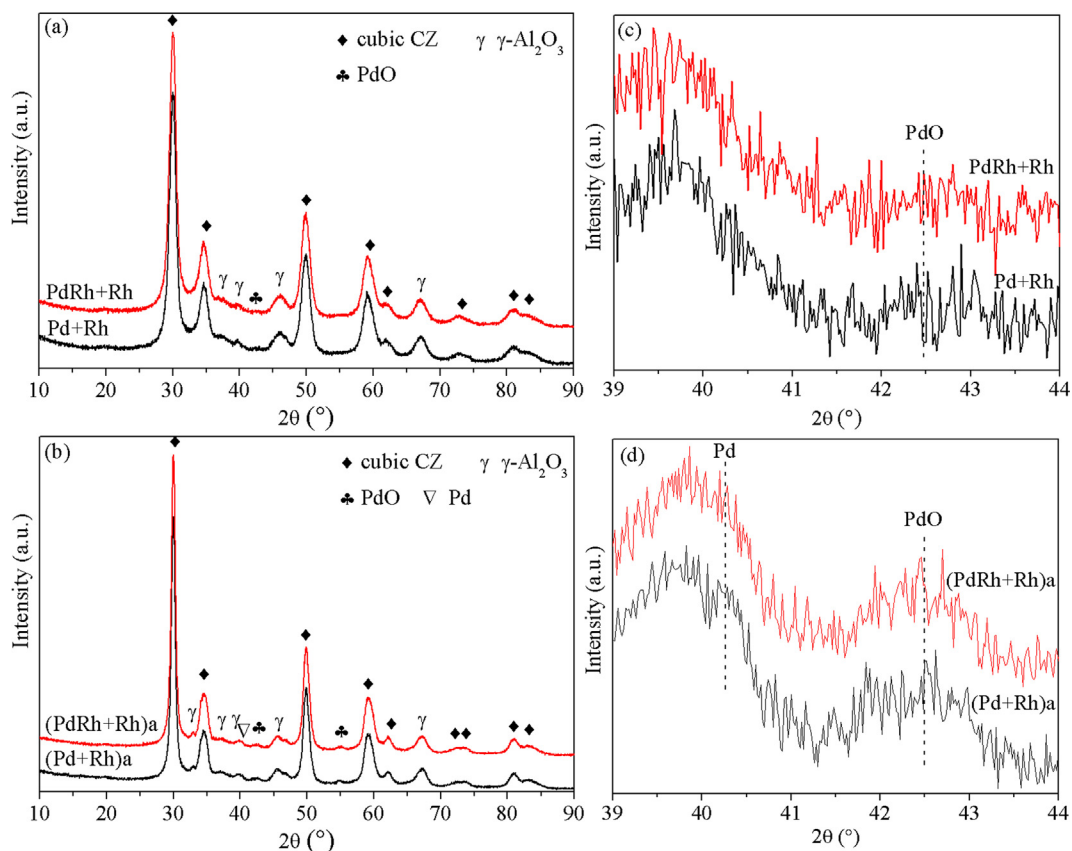 (a)
◆ cubic CZ γ γ-Al₂O₃
♣ PdO
γ γ ♣ γ γ
PdRh+Rh
Pd+Rh
Intensity (a.u.)
10 20 30 40 50 60 70 80 90
2θ (°)
(c)
PdO
PdRh+Rh
Pd+Rh
Intensity (a.u.)
39 40 41 42 43 44
2θ (°)
(b)
◆ cubic CZ γ γ-Al₂O₃
♣ PdO ▽ Pd
γ γ γ ▽ ♣ γ ♣ γ
(PdRh+Rh)a
(Pd+Rh)a
Intensity (a.u.)
10 20 30 40 50 60 70 80 90
2θ (°)
(d)
Pd
PdO
(PdRh+Rh)a
(Pd+Rh)a
Intensity (a.u.)
39 40 41 42 43 44
2θ (°)